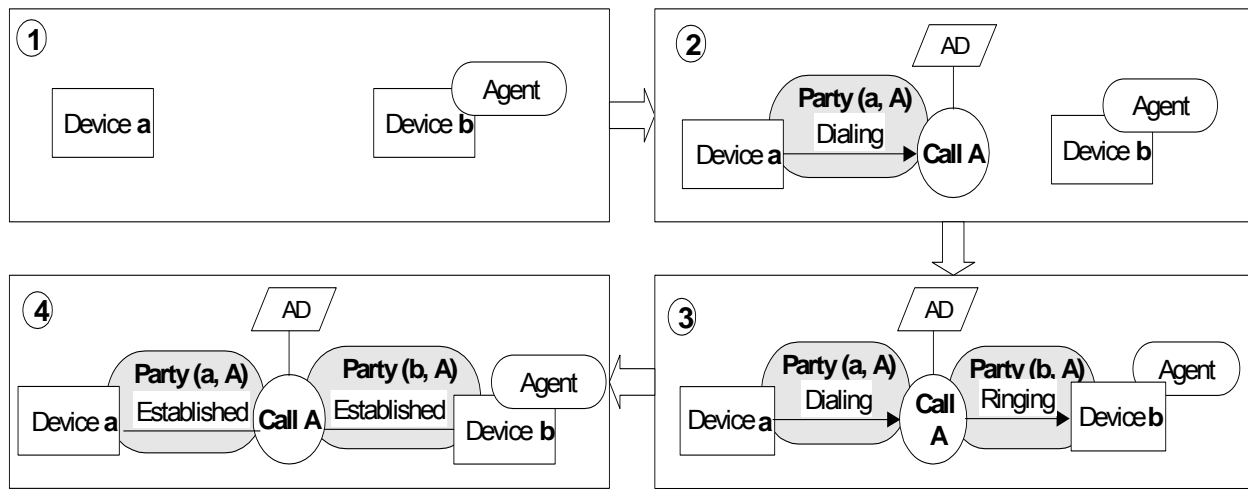 1
Device a
Device b
Agent
2
AD
Party (a, A)
Dialing
Device a
Call A
Agent
Device b
4
AD
Party (a, A)
Established
Device a
Call A
Party (b, A)
Established
Agent
Device b
3
AD
Party (a, A)
Dialing
Device a
Call
A
Party (b, A)
Ringing
Agent
Device b